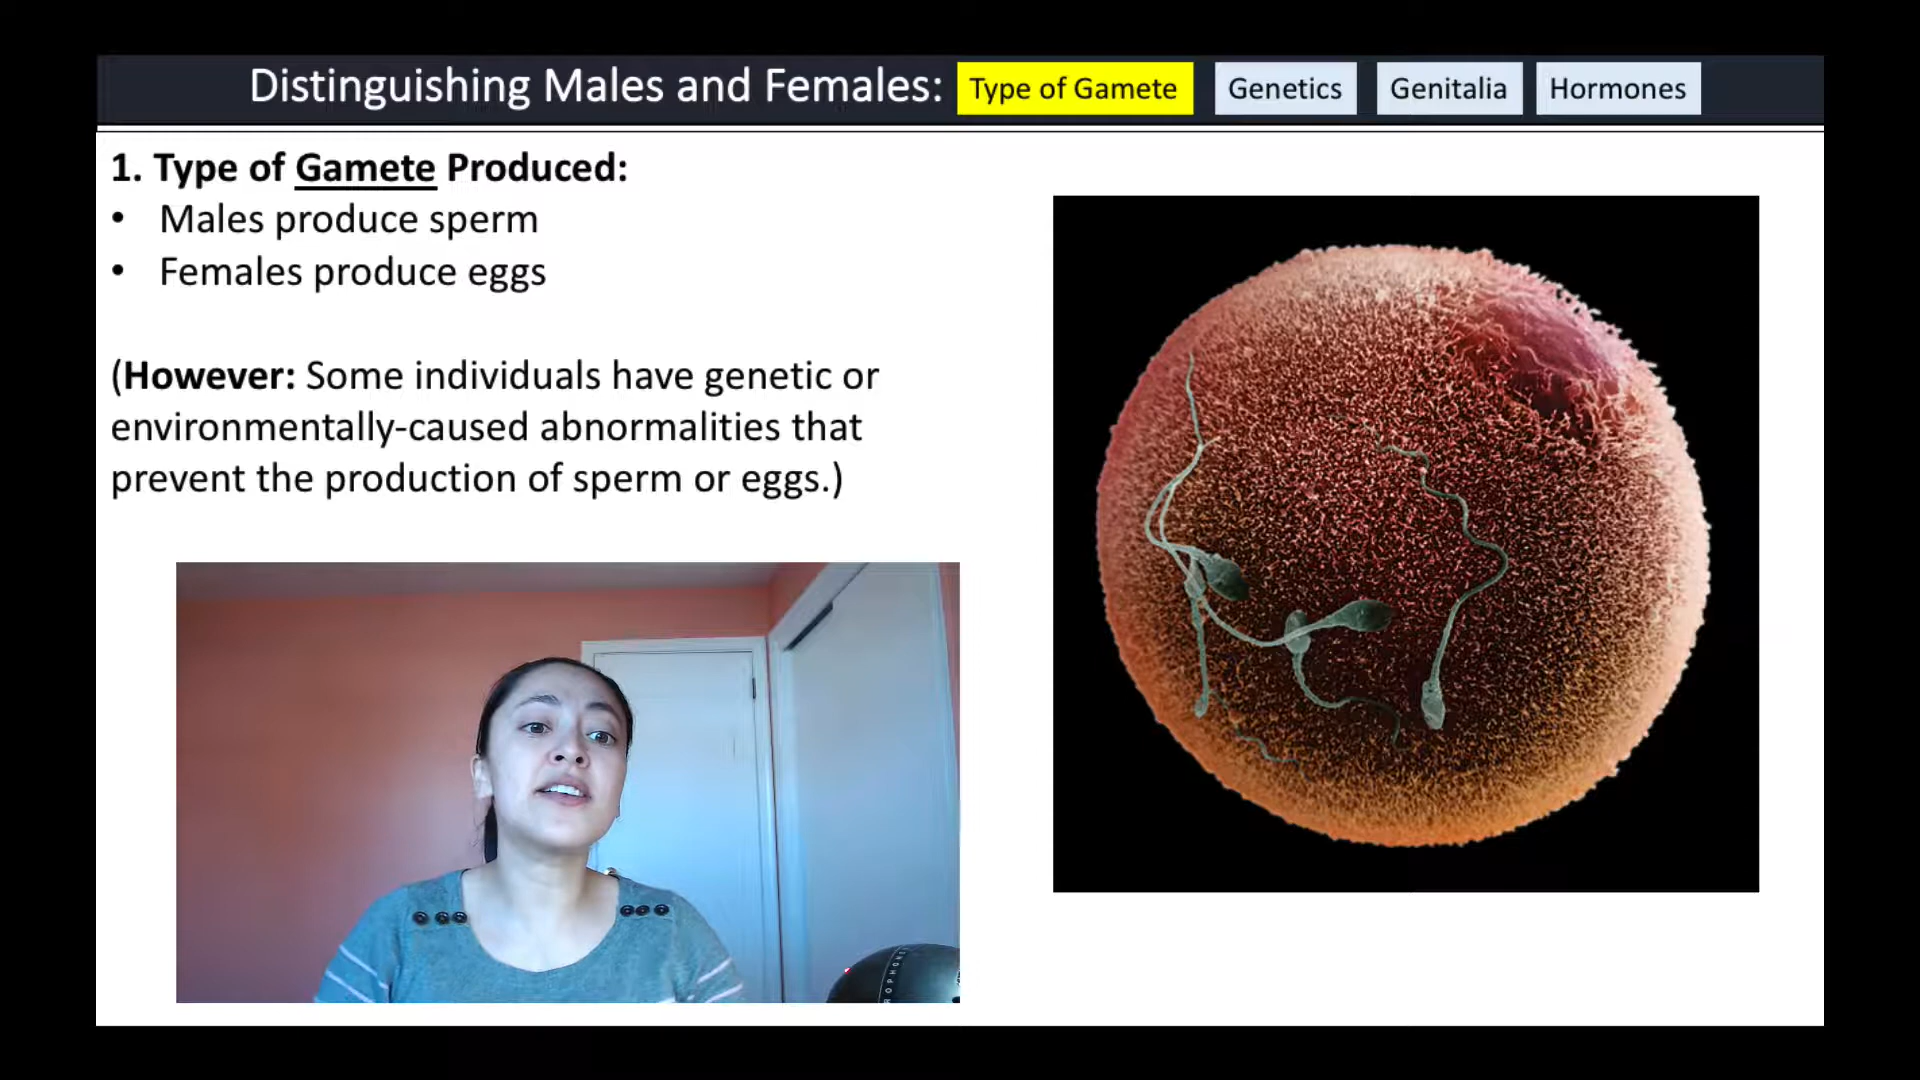 Distinguishing Males and Females: Type of Gamete Genetics Genitalia Hormones
1. Type of Gamete Produced:
• Males produce sperm
• Females produce eggs
(However: Some individuals have genetic or
environmentally-caused abnormalities that
prevent the production of sperm or eggs.)
ROPHONE